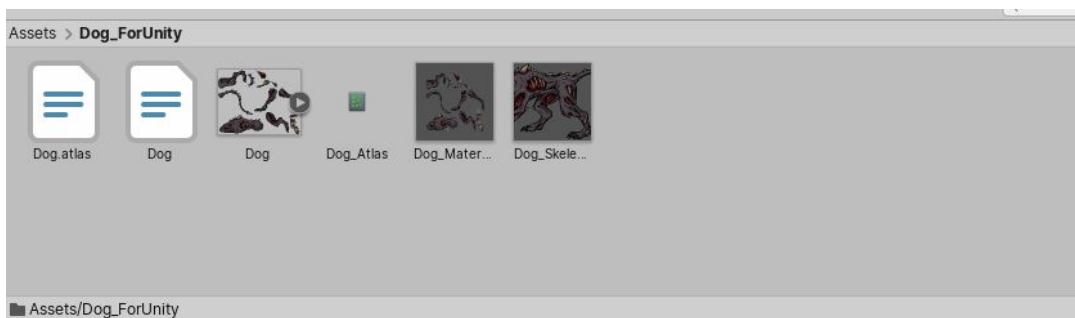 Assets > Dog_ForUnity
Dog.atlas
Dog
Dog
Dog_Atlas
Dog_Mater...
Dog_Skele...
Assets/Dog_ForUnity